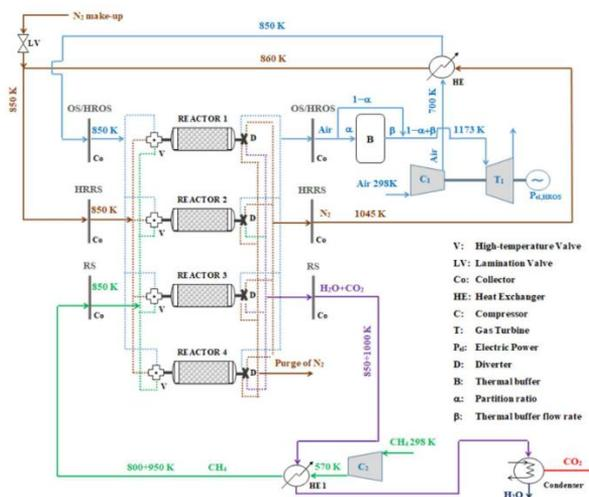 N₂ make-up
LV
850 K
860 K
HE
850 K
700 K
Air
OS/HROS
850 K
Co
REACTOR 1
V
D
OS/HROS
Air
Co
1−α
α
B
β
1−α+β
1173 K
Air 298K
C₁
T₁
Pₑₗ,HROS
HRRS
850 K
Co
REACTOR 2
V
D
HRRS
N₂
1045 K
Co
RS
850 K
Co
REACTOR 3
V
D
RS
H₂O+CO₂
Co
850÷1000 K
REACTOR 4
V
D
Purge of N₂
V: High-temperature Valve
LV: Lamination Valve
Co: Collector
HE: Heat Exchanger
C: Compressor
T: Gas Turbine
Pₑₗ: Electric Power
D: Diverter
B: Thermal buffer
α: Partition ratio
β: Thermal buffer flow rate
800÷950 K
CH₄
HE1
570 K
C₂
CH₄ 298 K
CO₂
Condenser
H₂O